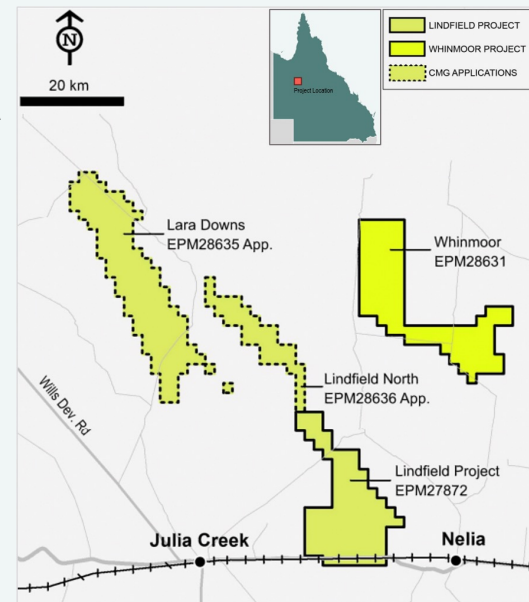 N
20 km
Project Location
LINDFIELD PROJECT
WHINMOOR PROJECT
CMG APPLICATIONS
Lara Downs
EPM28635 App.
Whinmoor
EPM28631
Lindfield North
EPM28636 App.
Wills Dev. Rd
Lindfield Project
EPM27872
Julia Creek
Nelia